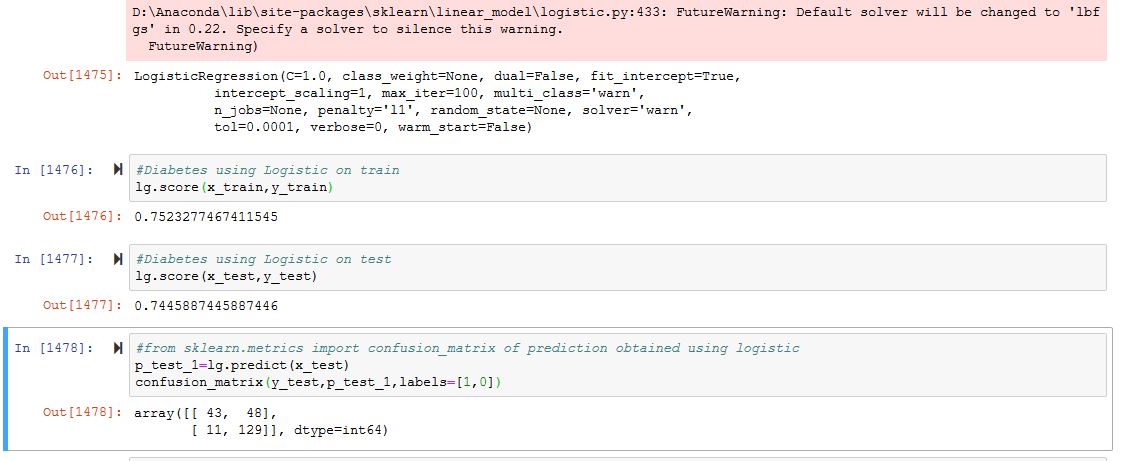 D:\Anaconda\lib\site-packages\sklearn\linear_model\logistic.py:433: FutureWarning: Default solver will be changed to 'lbf
gs' in 0.22. Specify a solver to silence this warning.
  FutureWarning)
Out[1475]: LogisticRegression(C=1.0, class_weight=None, dual=False, fit_intercept=True,
          intercept_scaling=1, max_iter=100, multi_class='warn',
          n_jobs=None, penalty='l1', random_state=None, solver='warn',
          tol=0.0001, verbose=0, warm_start=False)
In [1476]: #Diabetes using Logistic on train
lg.score(x_train,y_train)
Out[1476]: 0.7523277467411545
In [1477]: #Diabetes using Logistic on test
lg.score(x_test,y_test)
Out[1477]: 0.7445887445887446
In [1478]: #from sklearn.metrics import confusion_matrix of prediction obtained using logistic
p_test_1=lg.predict(x_test)
confusion_matrix(y_test,p_test_1,labels=[1,0])
Out[1478]: array([[ 43,  48],
       [ 11, 129]], dtype=int64)